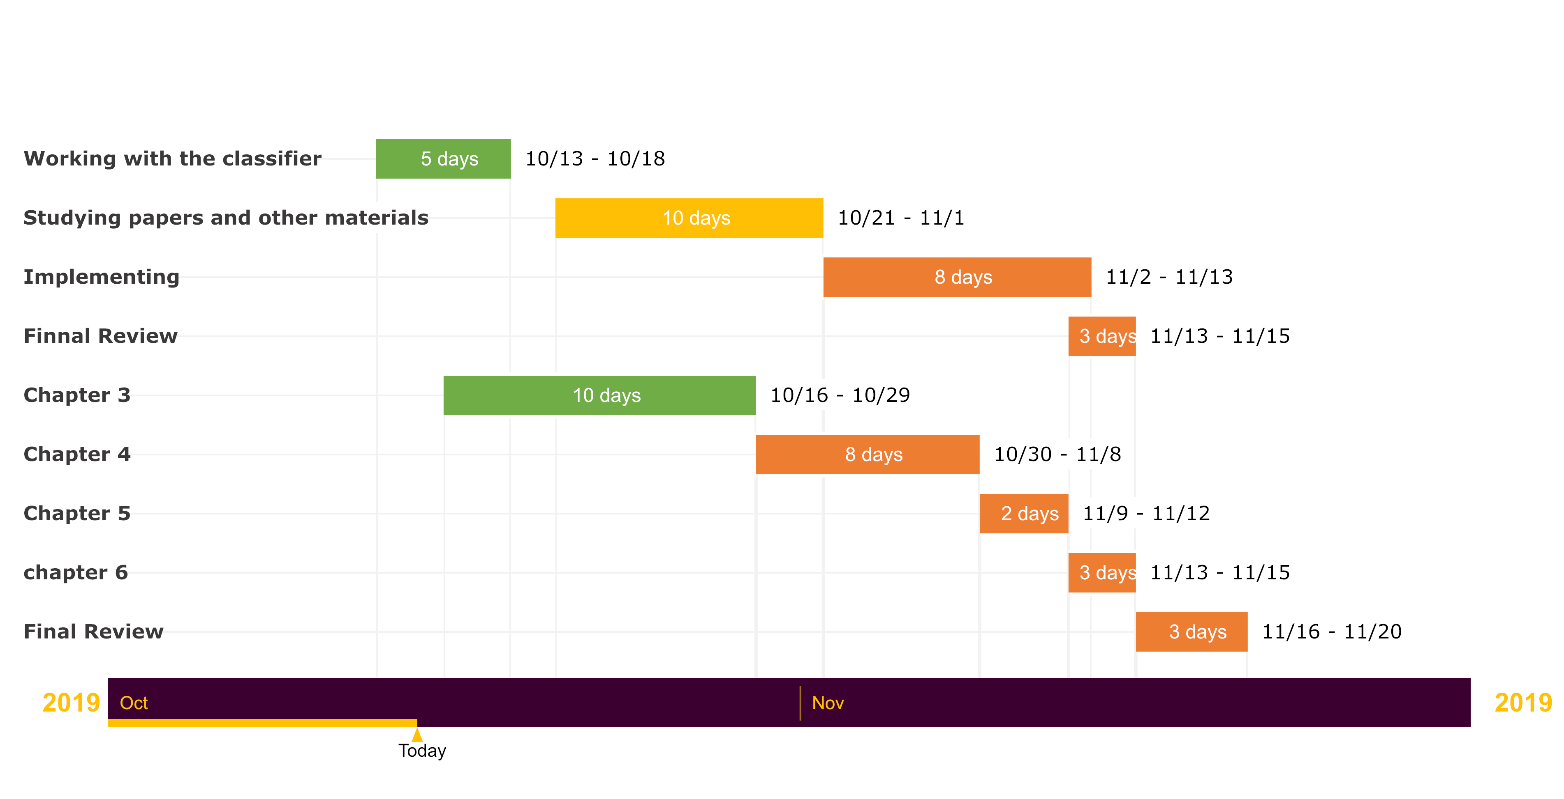 Working with the classifier 5 days 10/13 - 10/18
Studying papers and other materials 10 days 10/21 - 11/1
Implementing 8 days 11/2 - 11/13
Finnal Review 3 days 11/13 - 11/15
Chapter 3 10 days 10/16 - 10/29
Chapter 4 8 days 10/30 - 11/8
Chapter 5 2 days 11/9 - 11/12
chapter 6 3 days 11/13 - 11/15
Final Review 3 days 11/16 - 11/20
2019 Oct Nov 2019
Today